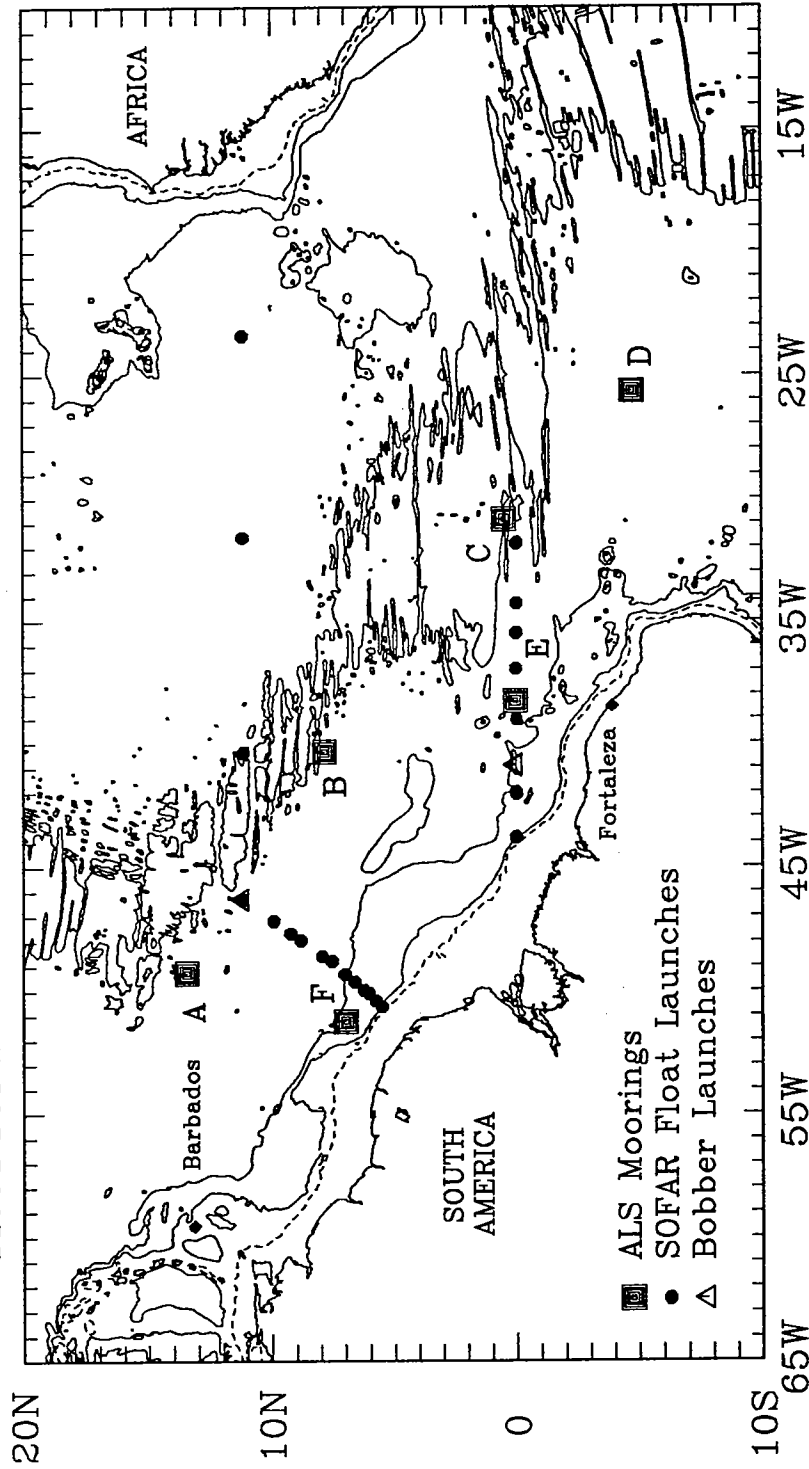 20N
10N
0
10S
65W
55W
45W
35W
25W
15W
AFRICA
SOUTH
AMERICA
Barbados
Fortaleza
A
B
C
D
E
F
ALS Moorings
SOFAR Float Launches
Bobber Launches